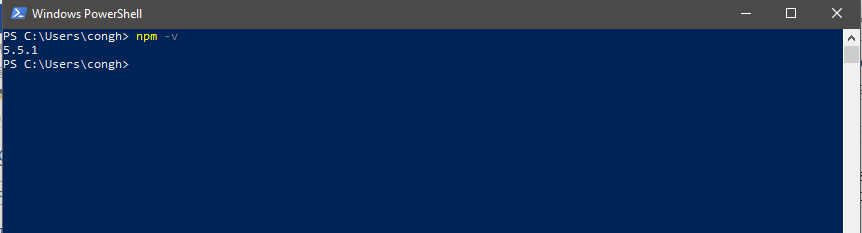 Windows PowerShell
PS C:\Users\congh> npm -v
5.5.1
PS C:\Users\congh>